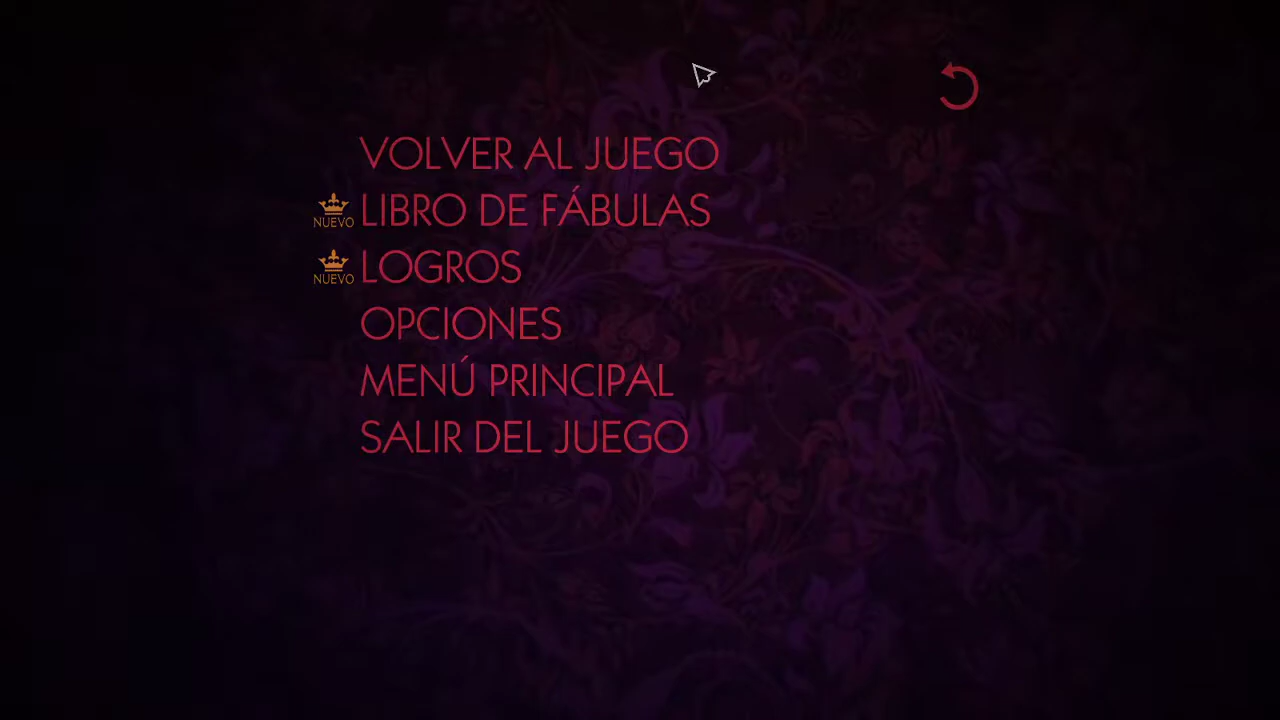 VOLVER AL JUEGO
NUEVO LIBRO DE FÁBULAS
NUEVO LOGROS
OPCIONES
MENÚ PRINCIPAL
SALIR DEL JUEGO